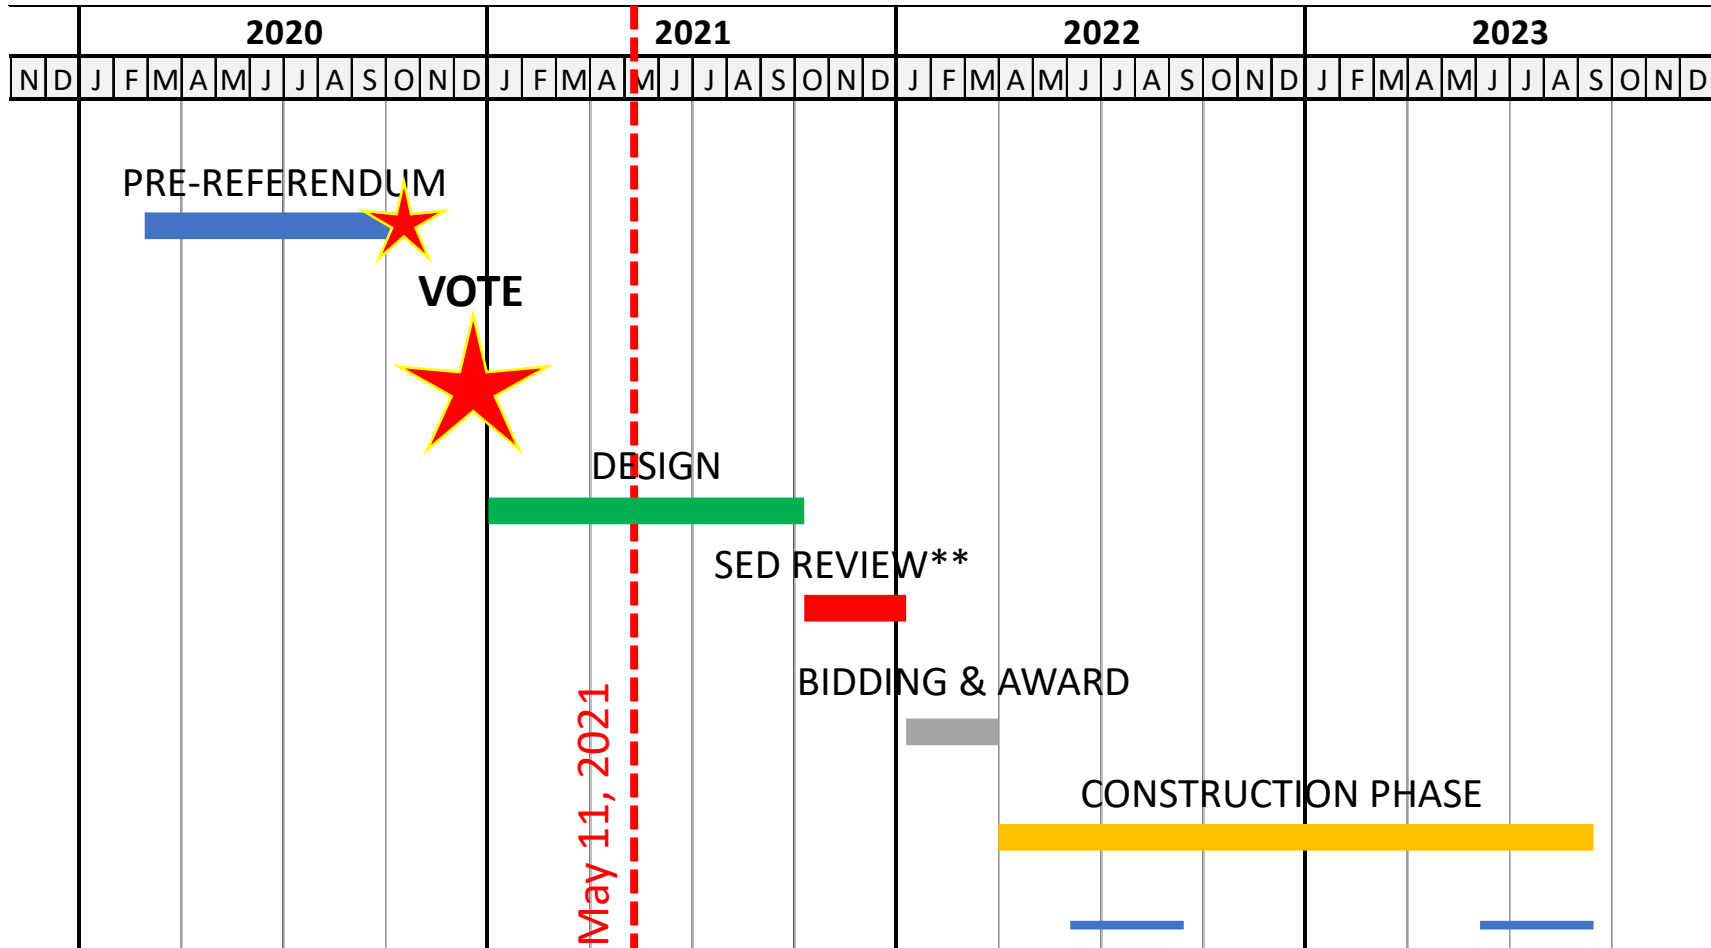 2020 2021 2022 2023
N D J F M A M J J A S O N D J F M A M J J A S O N D J F M A M J J A S O N D J F M A M J J A S O N D
PRE-REFERENDUM
VOTE
DESIGN
SED REVIEW**
BIDDING & AWARD
May 11, 2021
CONSTRUCTION PHASE